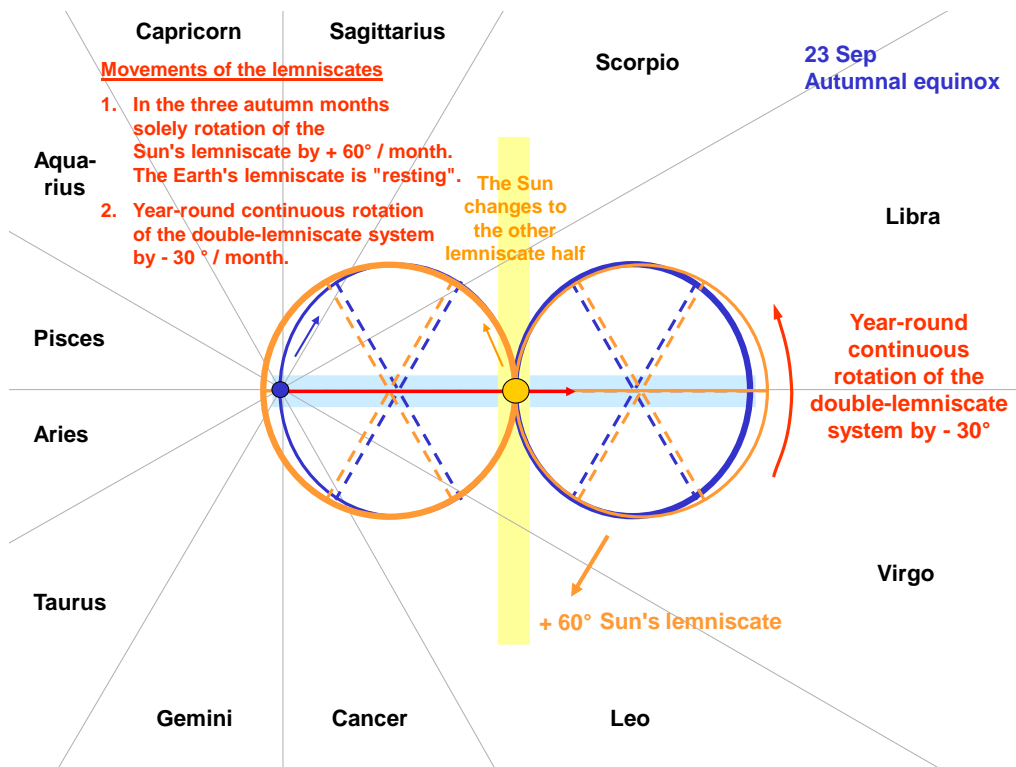 Capricorn
Sagittarius
Scorpio
23 Sep
Autumnal equinox
Movements of the lemniscates
1. In the three autumn months
solely rotation of the
Sun's lemniscate by + 60° / month.
The Earth's lemniscate is "resting".
2. Year-round continuous rotation
of the double-lemniscate system
by - 30 ° / month.
Aqua-
rius
The Sun
changes to
the other
lemniscate half
Libra
Pisces
Year-round
continuous
rotation of the
double-lemniscate
system by - 30°
Aries
Virgo
Taurus
+ 60° Sun's lemniscate
Gemini
Cancer
Leo